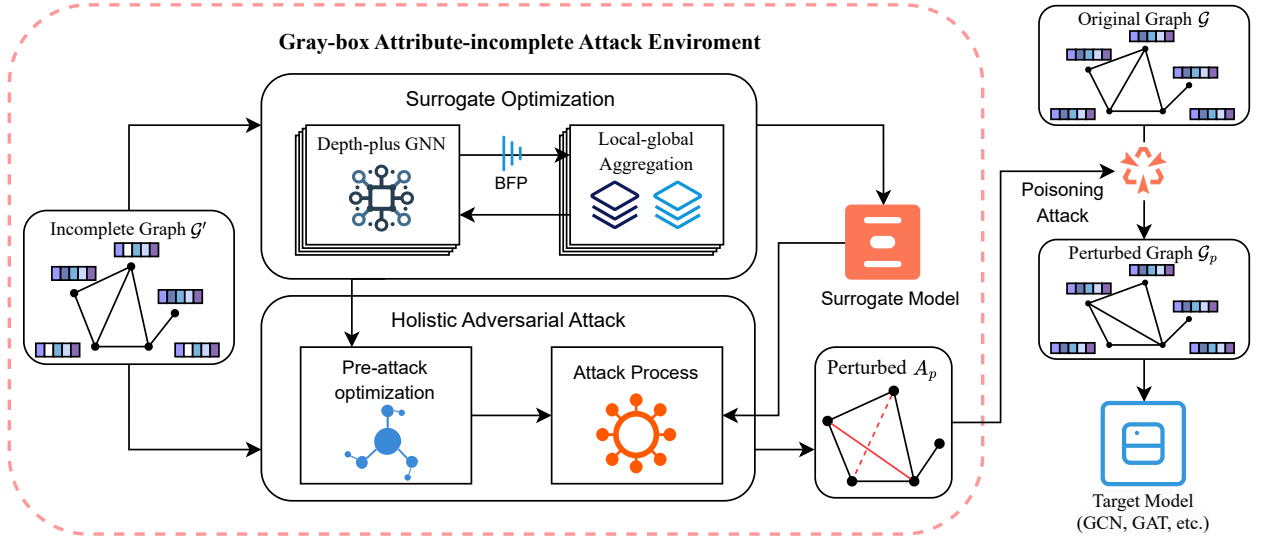 Gray-box Attribute-incomplete Attack Enviroment
Surrogate Optimization
Depth-plus GNN
BFP
Local-global
Aggregation
Incomplete Graph 𝒢′
Holistic Adversarial Attack
Pre-attack
optimization
Attack Process
Surrogate Model
Perturbed A_p
Original Graph 𝒢
Poisoning
Attack
Perturbed Graph 𝒢_p
Target Model
(GCN, GAT, etc.)